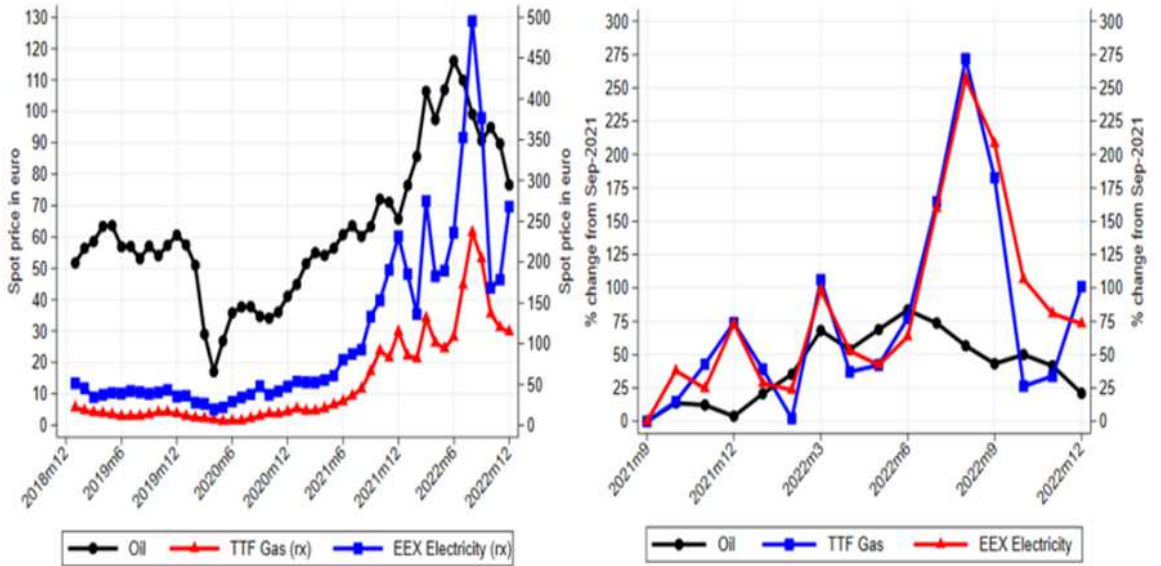 130
120
110
100
90
80
70
60
50
40
30
20
10
0
Spot price in euro
500
450
400
350
300
250
200
150
100
50
0
Spot price in euro
2018m12
2019m6
2019m12
2020m6
2020m12
2021m6
2021m12
2022m6
2022m12
Oil TTF Gas (rx) EEX Electricity (rx)
300
275
250
225
200
175
150
125
100
75
50
25
0
% change from Sep-2021
300
275
250
225
200
175
150
125
100
75
50
25
0
% change from Sep-2021
2021m9
2021m12
2022m3
2022m6
2022m9
2022m12
Oil TTF Gas EEX Electricity